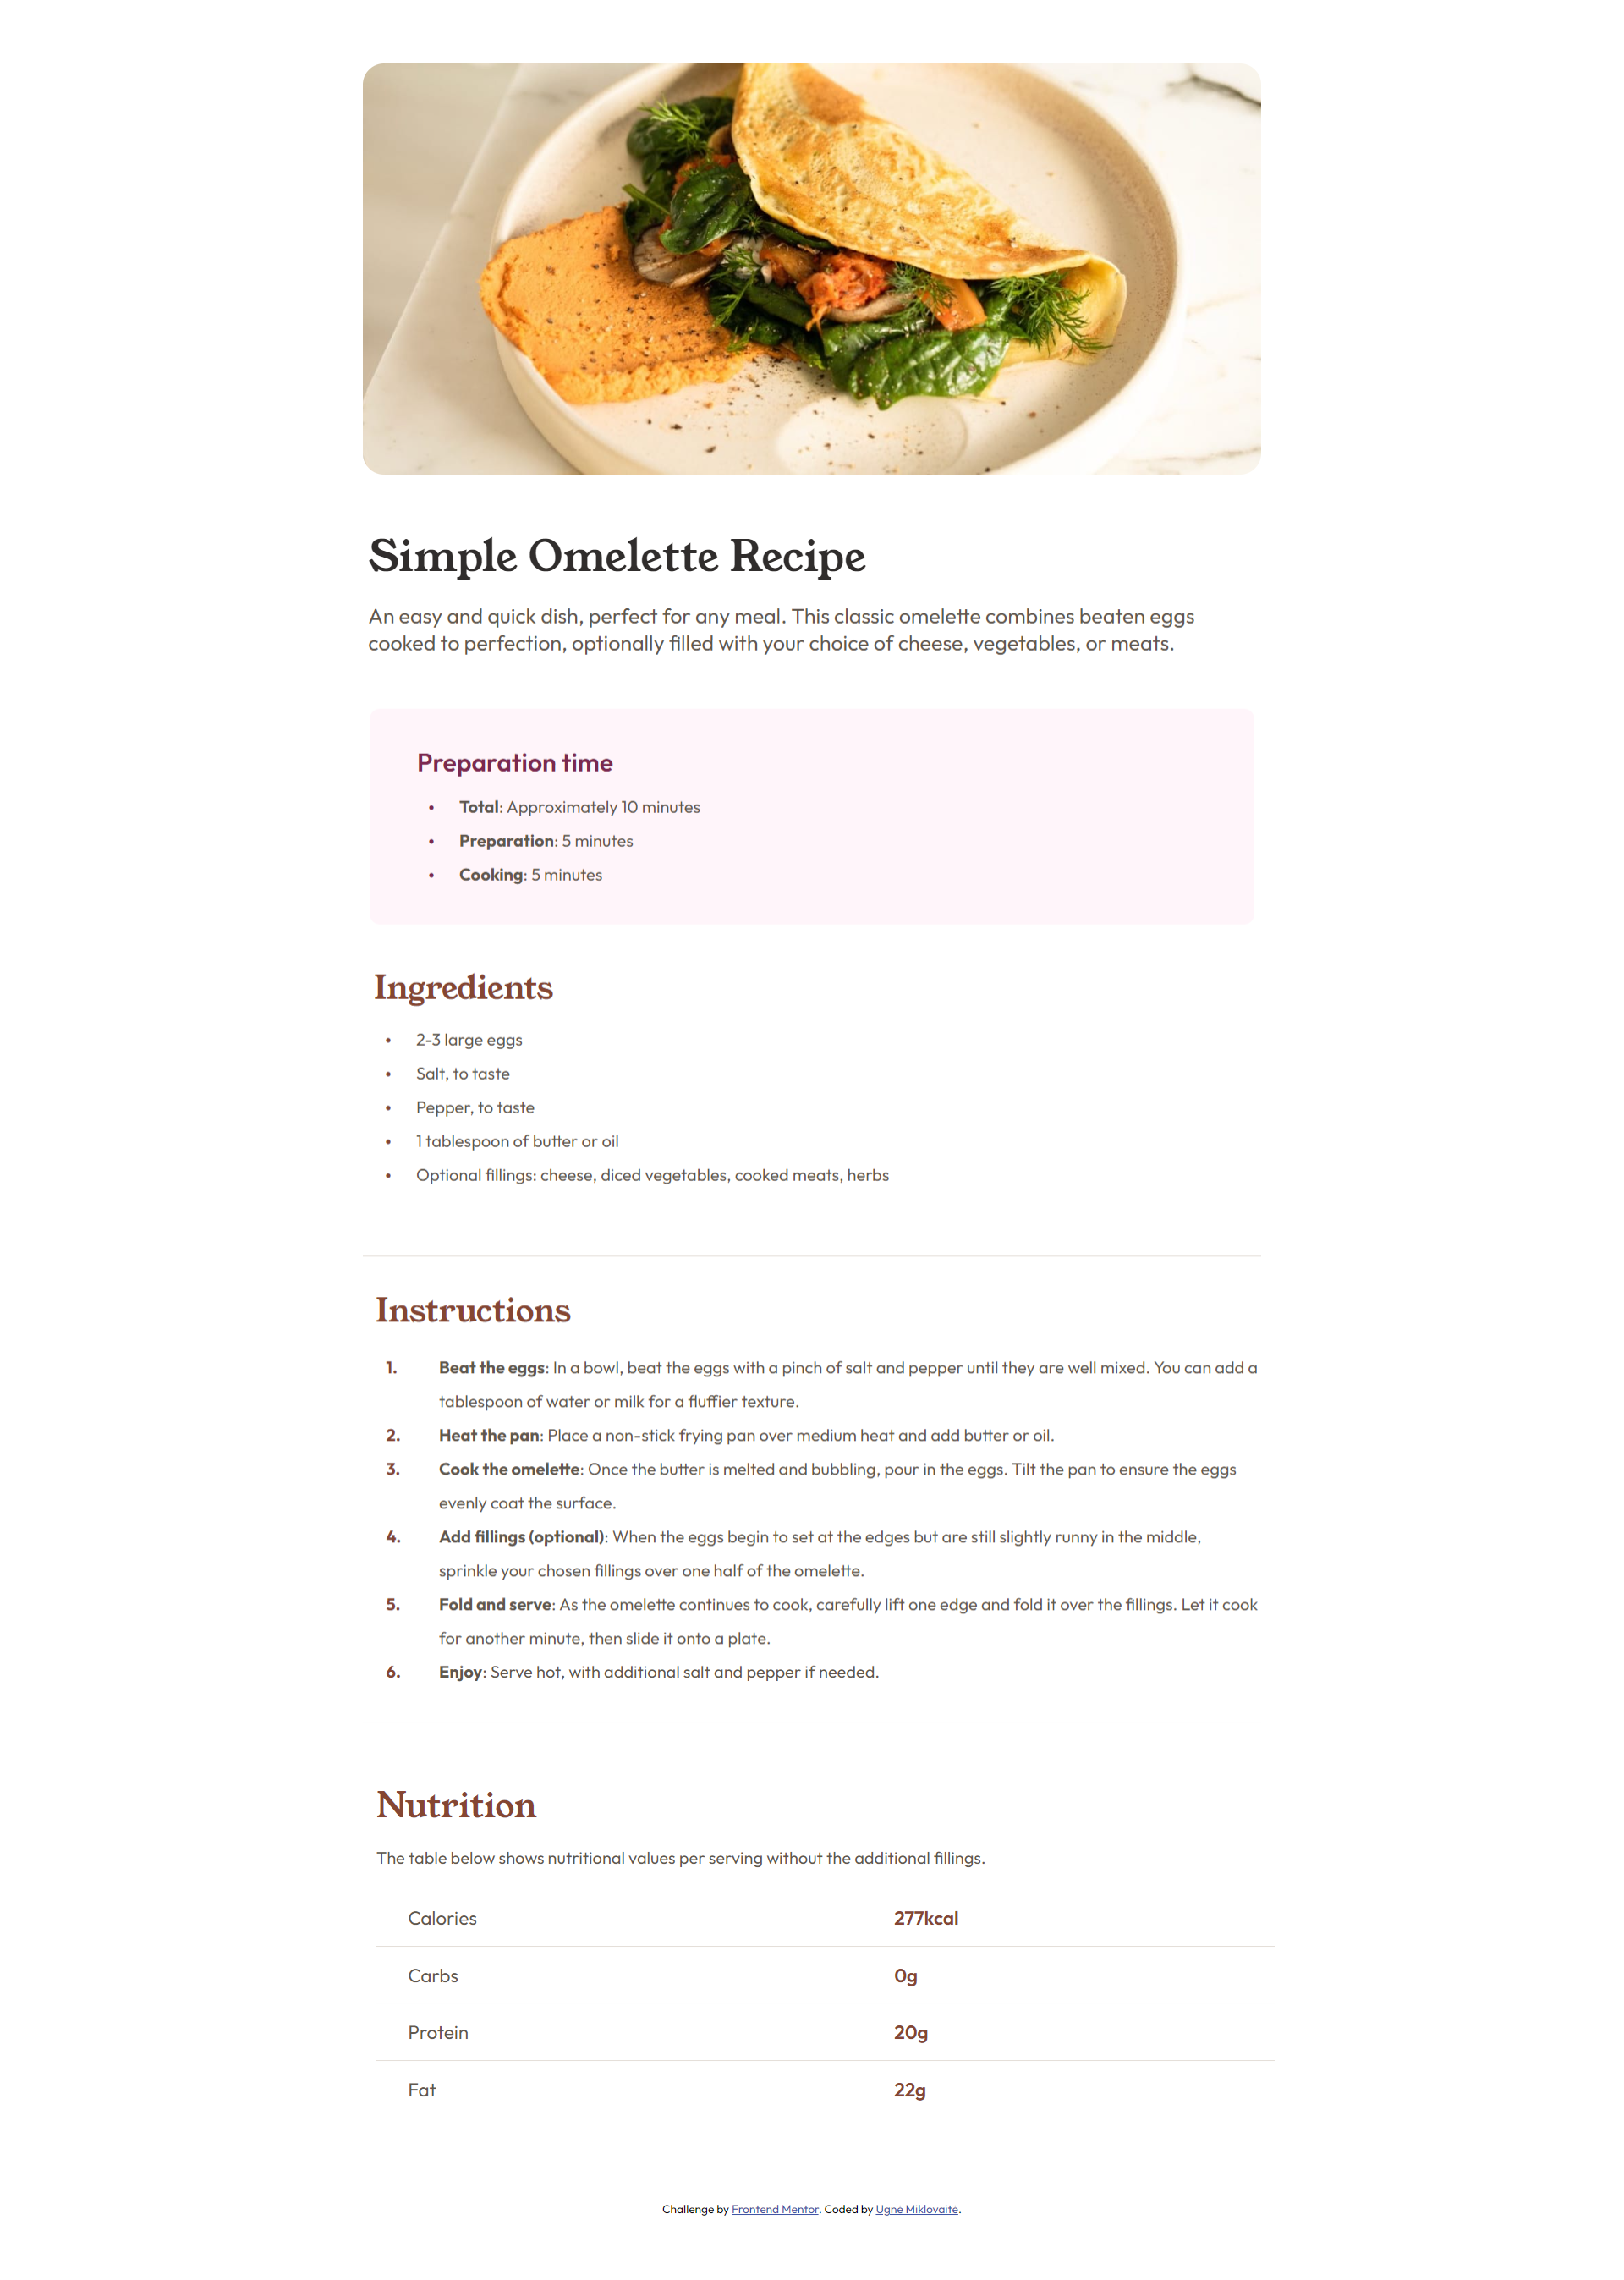 Simple Omelette Recipe
An easy and quick dish, perfect for any meal. This classic omelette combines beaten eggs
cooked to perfection, optionally filled with your choice of cheese, vegetables, or meats.
Preparation time
• Total: Approximately 10 minutes
• Preparation: 5 minutes
• Cooking: 5 minutes
Ingredients
• 2-3 large eggs
• Salt, to taste
• Pepper, to taste
• 1 tablespoon of butter or oil
• Optional fillings: cheese, diced vegetables, cooked meats, herbs
Instructions
1. Beat the eggs: In a bowl, beat the eggs with a pinch of salt and pepper until they are well mixed. You can add a
tablespoon of water or milk for a fluffier texture.
2. Heat the pan: Place a non-stick frying pan over medium heat and add butter or oil.
3. Cook the omelette: Once the butter is melted and bubbling, pour in the eggs. Tilt the pan to ensure the eggs
evenly coat the surface.
4. Add fillings (optional): When the eggs begin to set at the edges but are still slightly runny in the middle,
sprinkle your chosen fillings over one half of the omelette.
5. Fold and serve: As the omelette continues to cook, carefully lift one edge and fold it over the fillings. Let it cook
for another minute, then slide it onto a plate.
6. Enjoy: Serve hot, with additional salt and pepper if needed.
Nutrition
The table below shows nutritional values per serving without the additional fillings.
Calories 277kcal
Carbs 0g
Protein 20g
Fat 22g
Challenge by Frontend Mentor. Coded by Ugnė Miklovaitė.